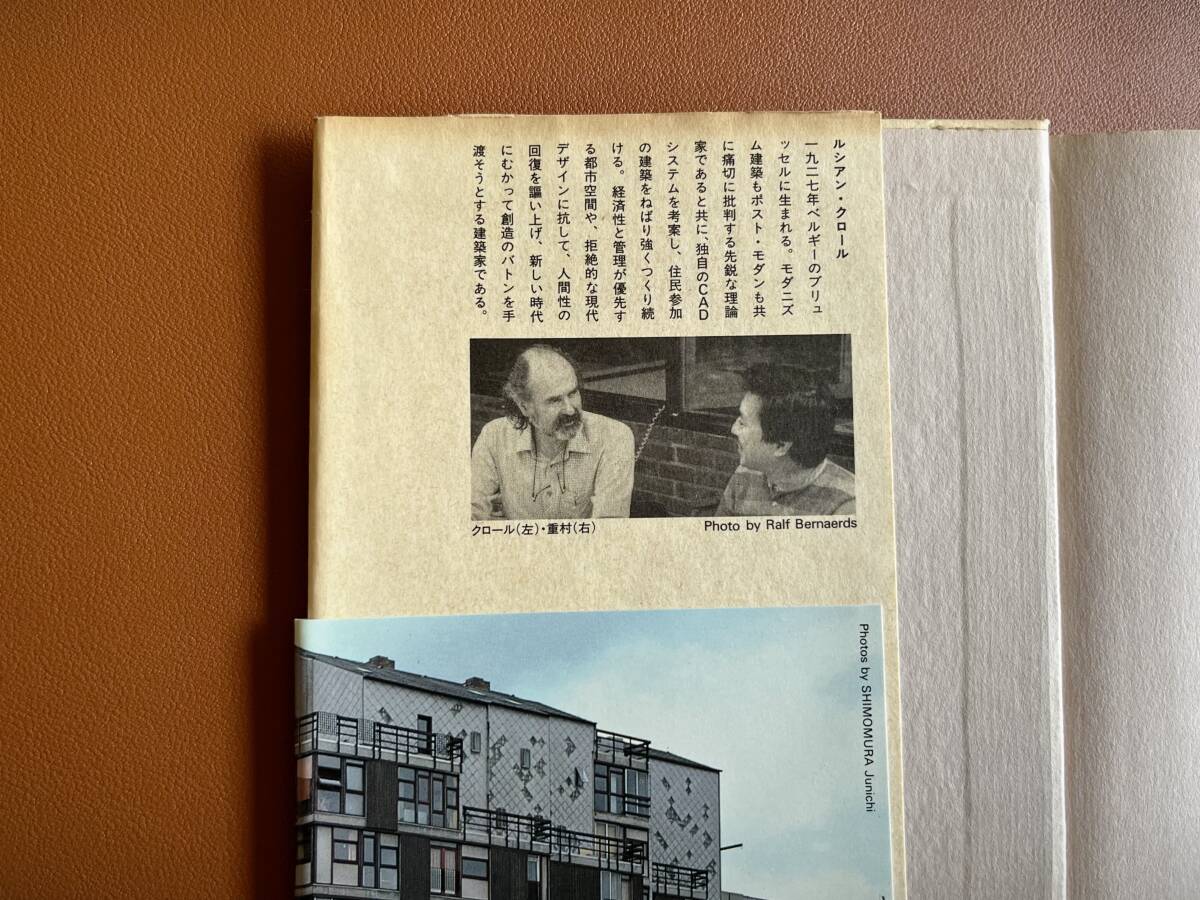 ルシアン・クロール
一九二七年ベルギーのブリュ
ッセルに生まれる。モダニズ
ム建築もポスト・モダンも共
に痛切に批判する先鋭な理論
家であると共に、独自のCAD
システムを考案し、住民参加
の建築をねばり強くつくり続
ける。経済性と管理が優先す
る都市空間や、拒絶的な現代
デザインに抗して、人間性の
回復を謳い上げ、新しい時代
にむかって創造のバトンを手
渡そうとする建築家である。
クロール(左)・重村(右)
Photo by Ralf Bernaerds
Photos by SHIMOMURA Junichi